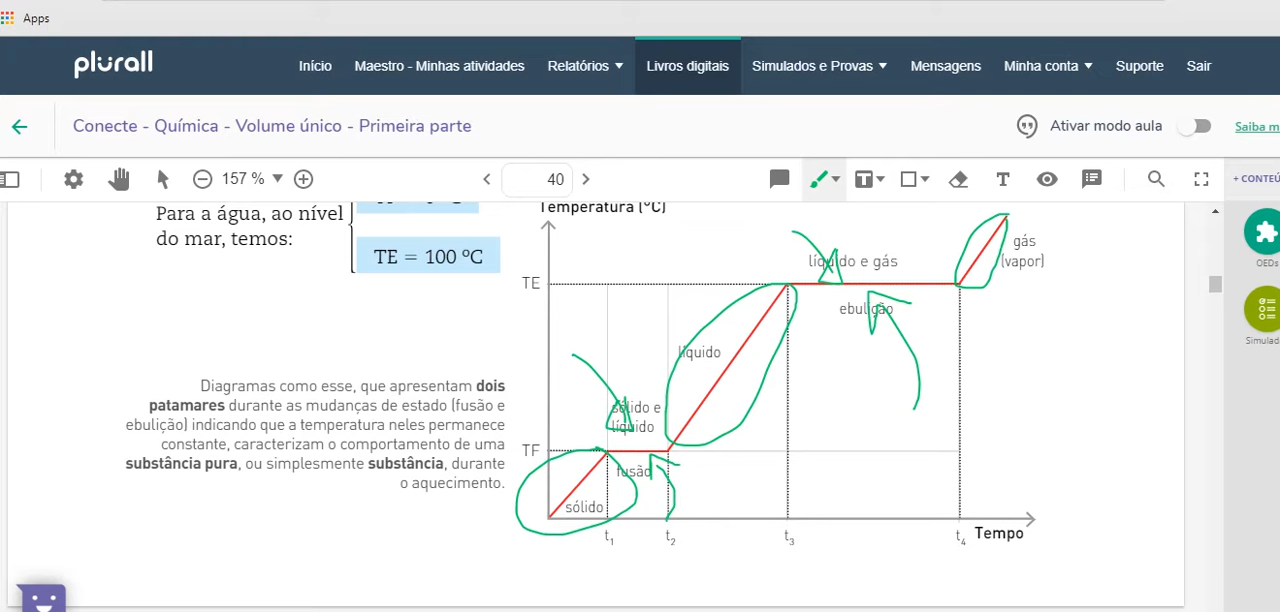 Apps
plurall
Início Maestro - Minhas atividades Relatórios Livros digitais Simulados e Provas Mensagens Minha conta Suporte Sair
Conecte - Química - Volume único - Primeira parte
Ativar modo aula
Saiba m
157 %
40
+ CONTEÚ
OEDs
Simulad
Para a água, ao nível
do mar, temos:
TE = 100 ºC
Diagramas como esse, que apresentam dois
patamares durante as mudanças de estado (fusão e
ebulição) indicando que a temperatura neles permanece
constante, caracterizam o comportamento de uma
substância pura, ou simplesmente substância, durante
o aquecimento.
Temperatura (ºC)
TE
TF
líquido e gás
ebulição
gás
(vapor)
líquido
sólido e
líquido
fusão
sólido
t1
t2
t3
t4
Tempo